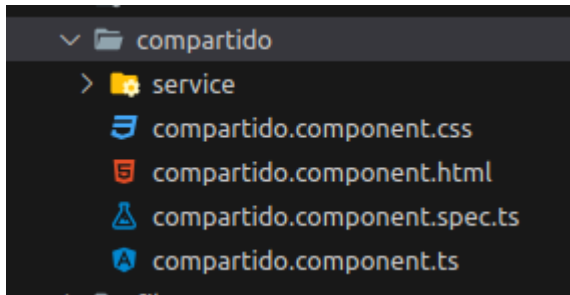 compartido
service
compartido.component.css
compartido.component.html
compartido.component.spec.ts
compartido.component.ts